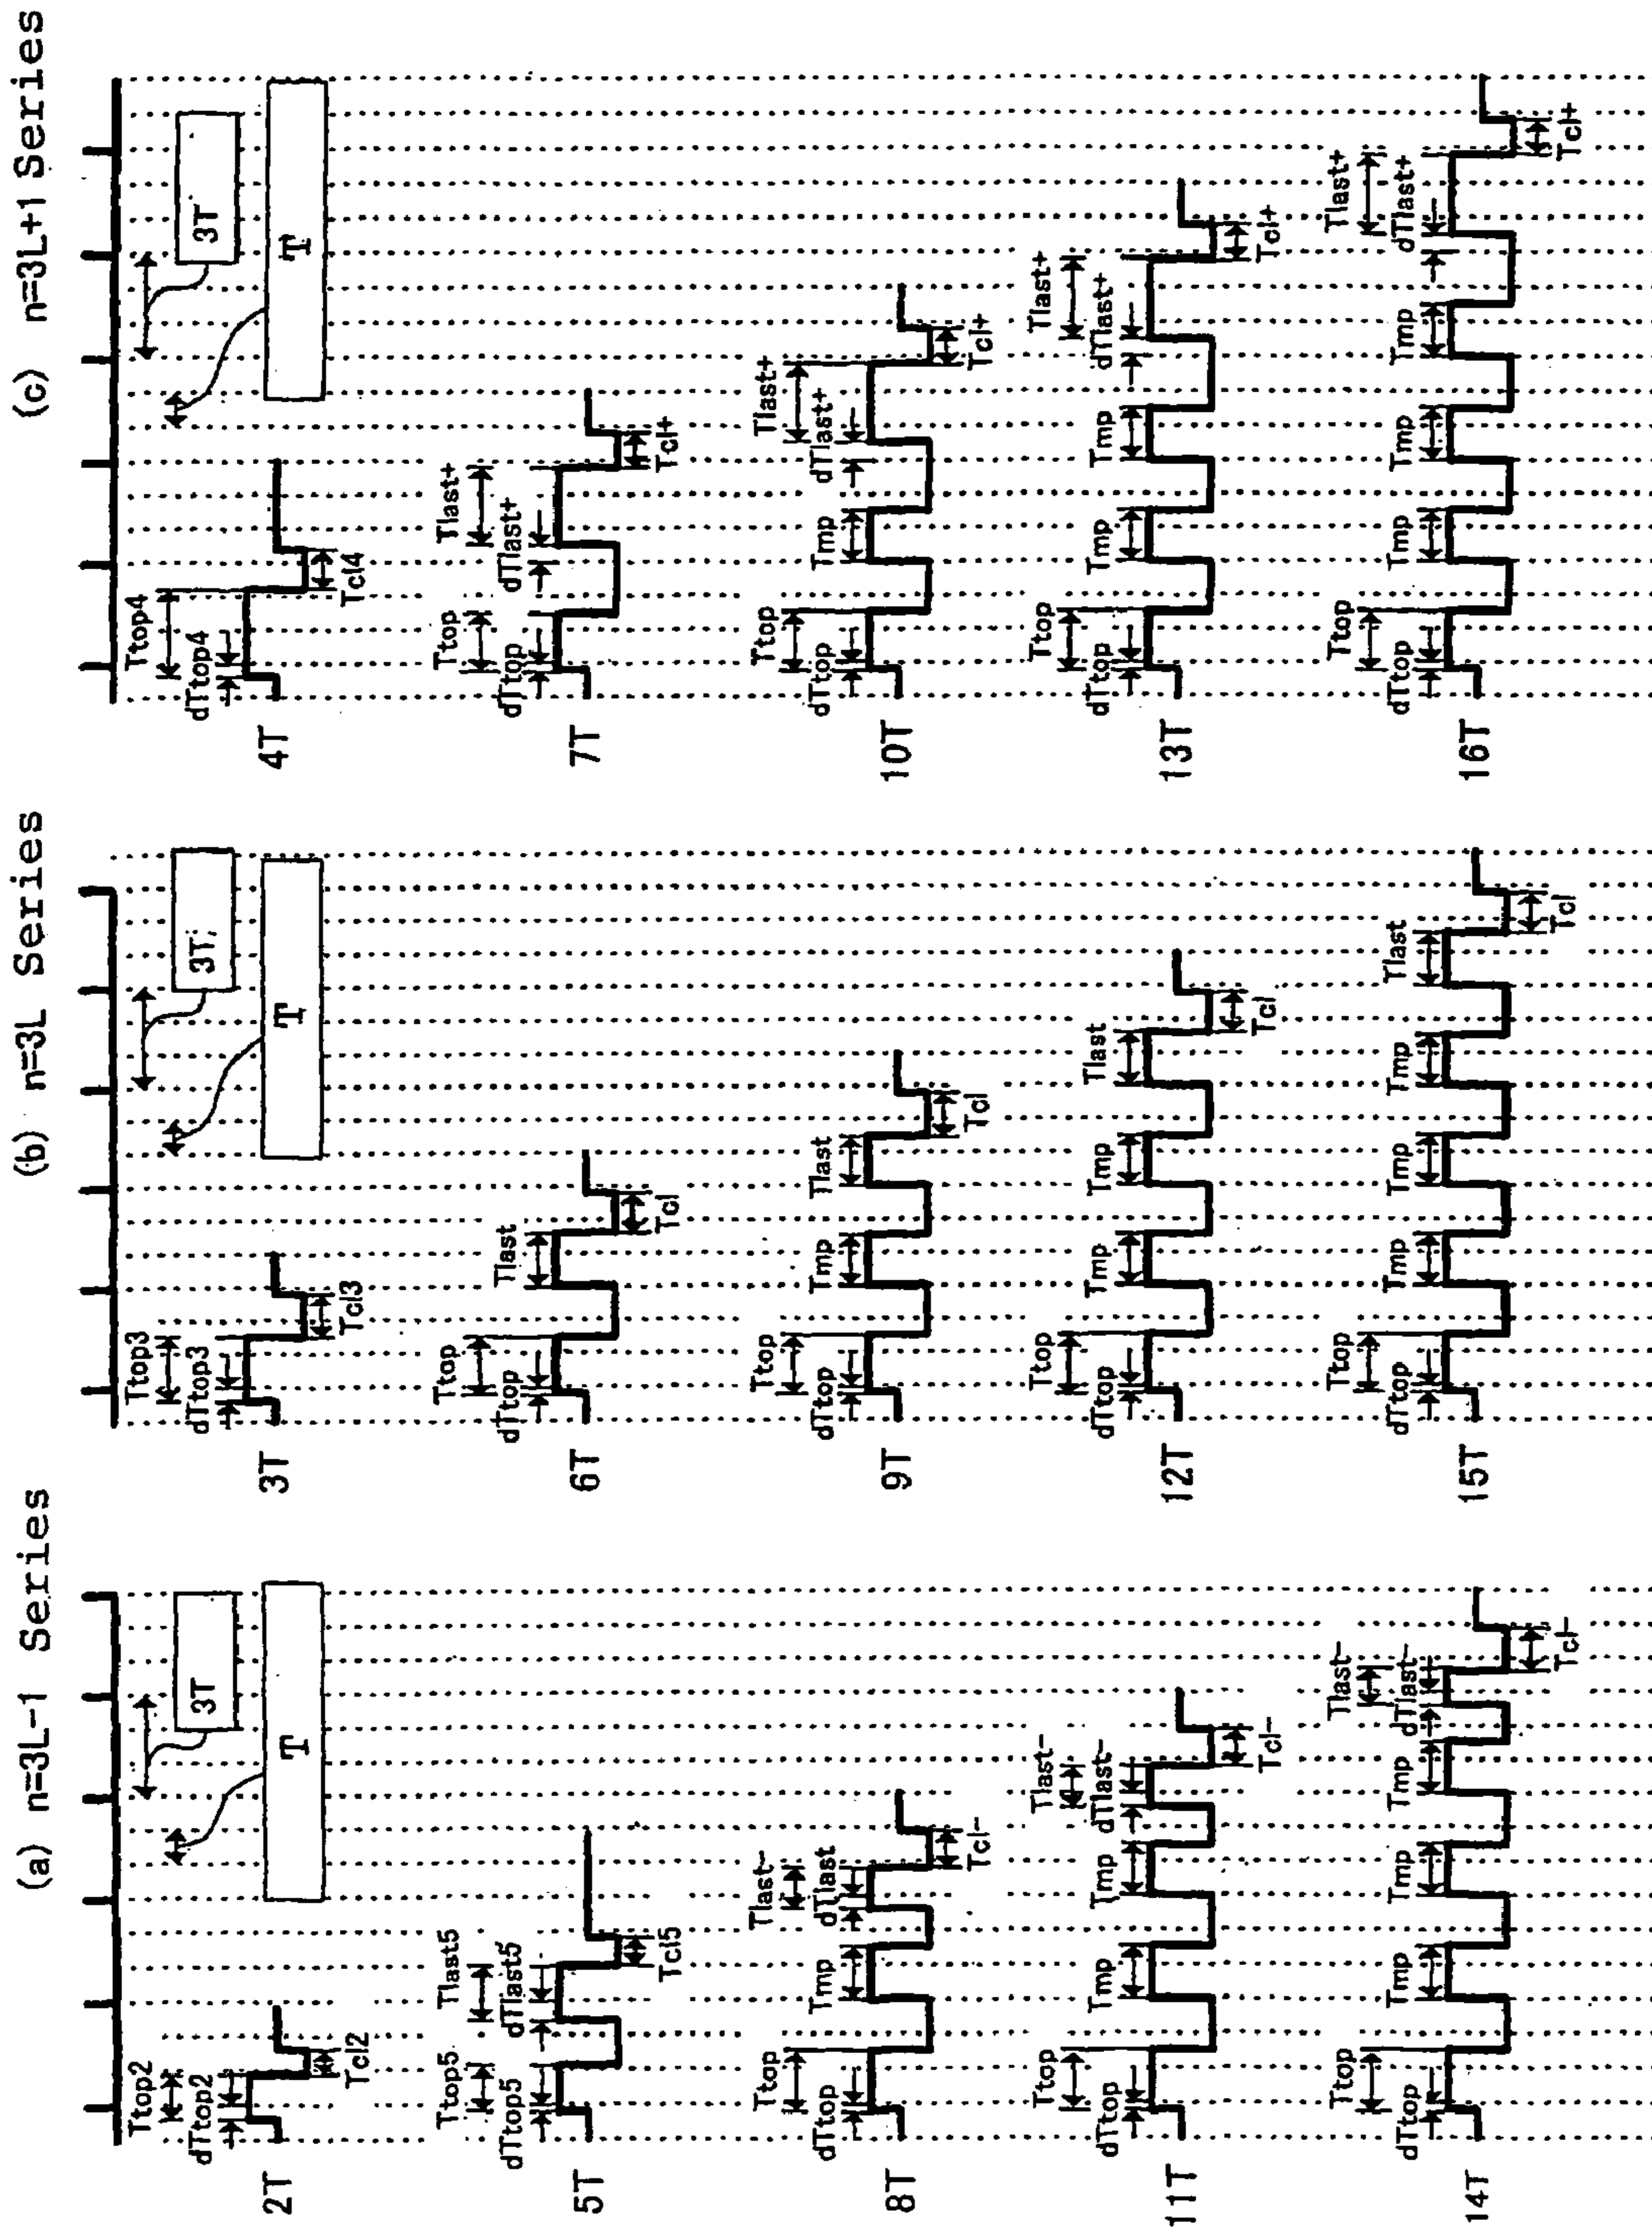 (a) n=3L-1 Series
3T
T
2T
Ttop2
dTtop2
Tcl2
5T
Ttop5
dTtop5
Tlast5
dTlast5
Tcl5
8T
Ttop
dTtop
Tmp
Tlast-
dTlast
Tcl-
11T
Ttop
dTtop
Tmp
Tmp
Tlast-
dTlast-
Tcl-
14T
Ttop
dTtop
Tmp
Tmp
Tmp
Tlast-
dTlast-
Tcl-
(b) n=3L Series
3T
T
3T
Ttop3
dTtop3
Tcl3
6T
Ttop
dTtop
Tlast
Tcl
9T
Ttop
dTtop
Tmp
Tlast
Tcl
12T
Ttop
dTtop
Tmp
Tmp
Tlast
Tcl
15T
Ttop
dTtop
Tmp
Tmp
Tmp
Tlast
Tcl
(c) n=3L+1 Series
3T
T
4T
Ttop4
dTtop4
Tcl4
7T
Ttop
dTtop
Tlast+
dTlast+
Tcl+
10T
Ttop
dTtop
Tmp
Tlast+
dTlast+
Tcl+
13T
Ttop
dTtop
Tmp
Tmp
Tlast+
dTlast+
Tcl+
16T
Ttop
dTtop
Tmp
Tmp
Tmp
Tlast+
dTlast+
Tcl+